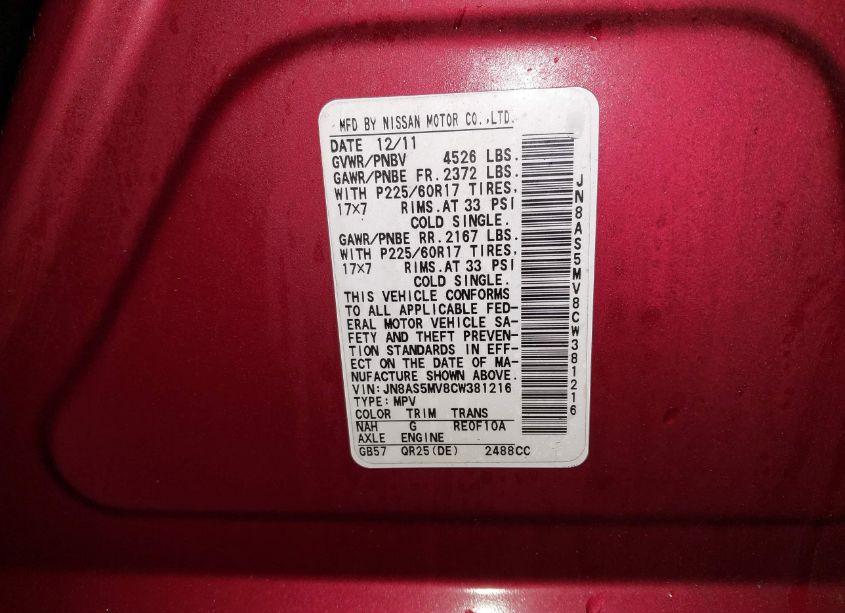 MFD BY NISSAN MOTOR CO.,LTD.
DATE 12/11
GVWR/PNBV 4526 LBS.
GAWR/PNBE FR.2372 LBS.
WITH P225/60R17 TIRES,
17×7 RIMS.AT 33 PSI
COLD SINGLE.
GAWR/PNBE RR.2167 LBS.
WITH P225/60R17 TIRES,
17×7 RIMS.AT 33 PSI
COLD SINGLE.
THIS VEHICLE CONFORMS
TO ALL APPLICABLE FED-
ERAL MOTOR VEHICLE SA-
FETY AND THEFT PREVEN-
TION STANDARDS IN EFF-
ECT ON THE DATE OF MA-
NUFACTURE SHOWN ABOVE.
VIN:JN8AS5MV8CW381216
TYPE:MPV
COLOR TRIM TRANS
NAH G RE0F10A
AXLE ENGINE
GB57 QR25(DE) 2488CC
JN8AS5MV8CW381216